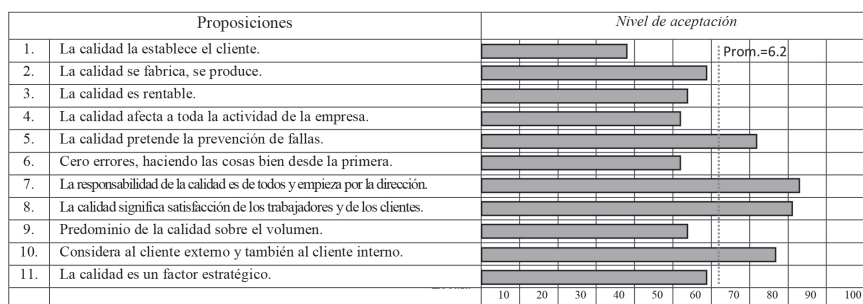 Proposiciones Nivel de aceptación
1. La calidad la establece el cliente. Prom.=6.2
2. La calidad se fabrica, se produce.
3. La calidad es rentable.
4. La calidad afecta a toda la actividad de la empresa.
5. La calidad pretende la prevención de fallas.
6. Cero errores, haciendo las cosas bien desde la primera.
7. La responsabilidad de la calidad es de todos y empieza por la dirección.
8. La calidad significa satisfacción de los trabajadores y de los clientes.
9. Predominio de la calidad sobre el volumen.
10. Considera al cliente externo y también al cliente interno.
11. La calidad es un factor estratégico.
10 20 30 40 50 60 70 80 90 100